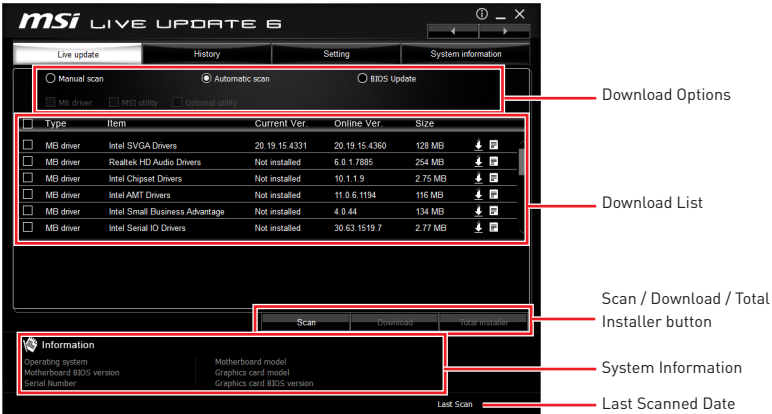 msi LIVE UPDATE 6
Live update History Setting System information
Manual scan Automatic scan BIOS Update
MB driver MSI utility Optional utility
Type Item Current Ver. Online Ver. Size
MB driver Intel SVGA Drivers 20.19.15.4331 20.19.15.4360 128 MB
MB driver Realtek HD Audio Drivers Not installed 6.0.1.7885 254 MB
MB driver Intel Chipset Drivers Not installed 10.1.1.9 2.75 MB
MB driver Intel AMT Drivers Not installed 11.0.6.1194 116 MB
MB driver Intel Small Business Advantage Not installed 4.0.44 134 MB
MB driver Intel Serial IO Drivers Not installed 30.63.1519.7 2.77 MB
Scan Download Total installer
Information
Operating system Motherboard model
Motherboard BIOS version Graphics card model
Serial Number Graphics card BIOS version
Last Scan
Download Options
Download List
Scan / Download / Total
Installer button
System Information
Last Scanned Date